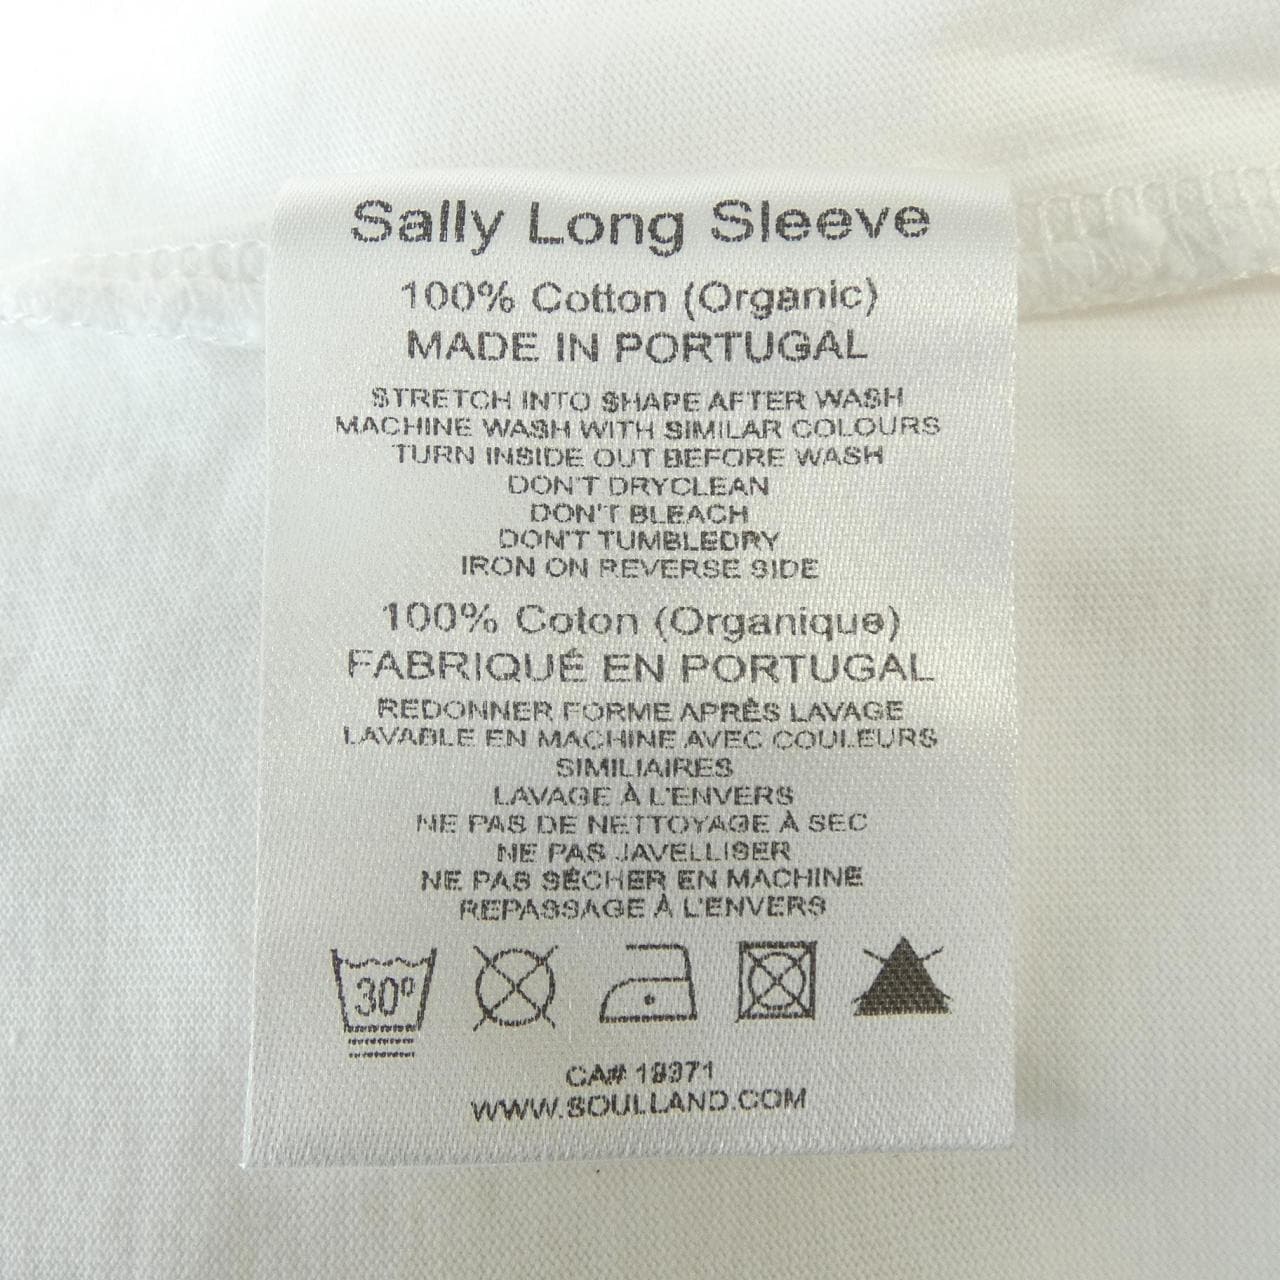 Sally Long Sleeve
100% Cotton (Organic)
MADE IN PORTUGAL
STRETCH INTO SHAPE AFTER WASH
MACHINE WASH WITH SIMILAR COLOURS
TURN INSIDE OUT BEFORE WASH
DON'T DRYCLEAN
DON'T BLEACH
DON'T TUMBLEDRY
IRON ON REVERSE SIDE
100% Coton (Organique)
FABRIQUÉ EN PORTUGAL
REDONNER FORME APRÈS LAVAGE
LAVABLE EN MACHINE AVEC COULEURS
SIMILIAIRES
LAVAGE À L'ENVERS
NE PAS DE NETTOYAGE À SEC
NE PAS JAVELLISER
NE PAS SÉCHER EN MACHINE
REPASSAGE À L'ENVERS
30º
CA#
WWW.SOULLAND.COM